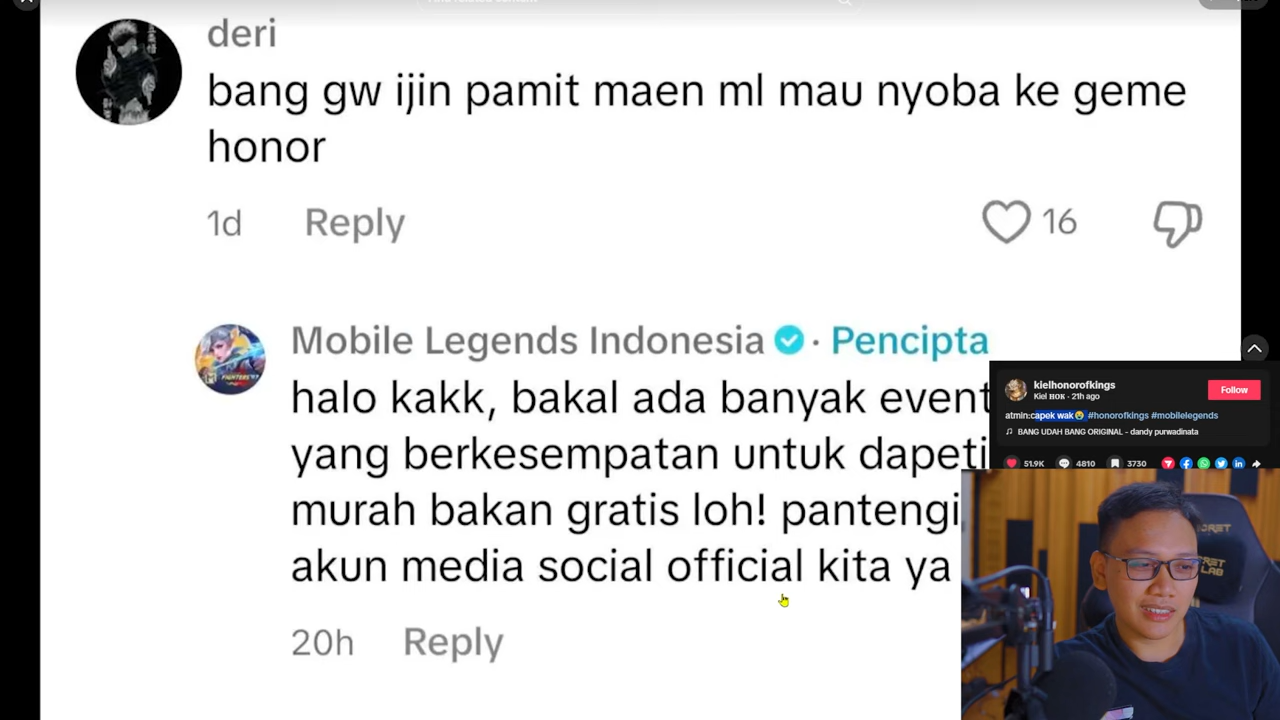 deri
bang gw ijin pamit maen ml mau nyoba ke geme
honor
1d Reply 16
Mobile Legends Indonesia · Pencipta
halo kakk, bakal ada banyak event
yang berkesempatan untuk dapeti
murah bakan gratis loh! pantengi
akun media social official kita ya
20h Reply
kielhonorofkings
Kiel HOK · 21h ago
Follow
atmin:capek wak😭 #honorofkings #mobilelegends
♫ BANG UDAH BANG ORIGINAL - dandy purwadinata
51.9K 4810 3730